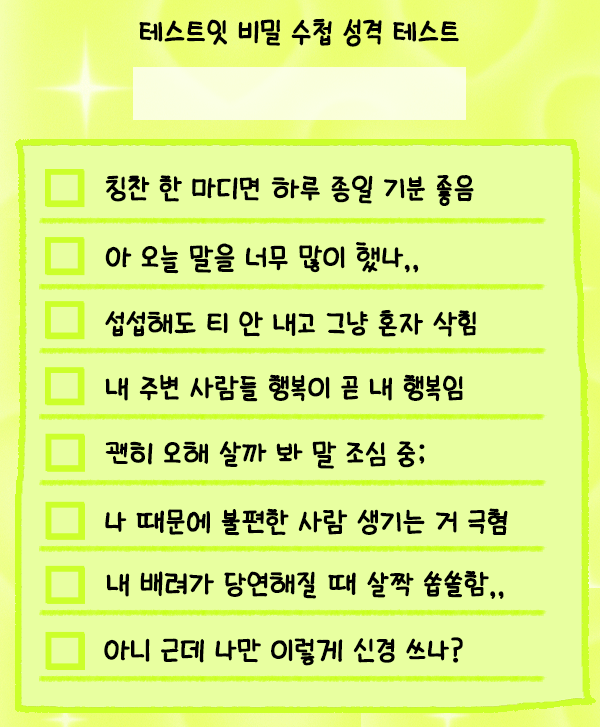 테스트잇 비밀 수첩 성격 테스트
칭찬 한 마디면 하루 종일 기분 좋음
아 오늘 말을 너무 많이 했나,,
섭섭해도 티 안 내고 그냥 혼자 삭힘
내 주변 사람들 행복이 곧 내 행복임
괜히 오해 살까 봐 말 조심 중;
나 때문에 불편한 사람 생기는 거 극혐
내 배려가 당연해질 때 살짝 씁쓸함,,
아니 근데 나만 이렇게 신경 쓰나?